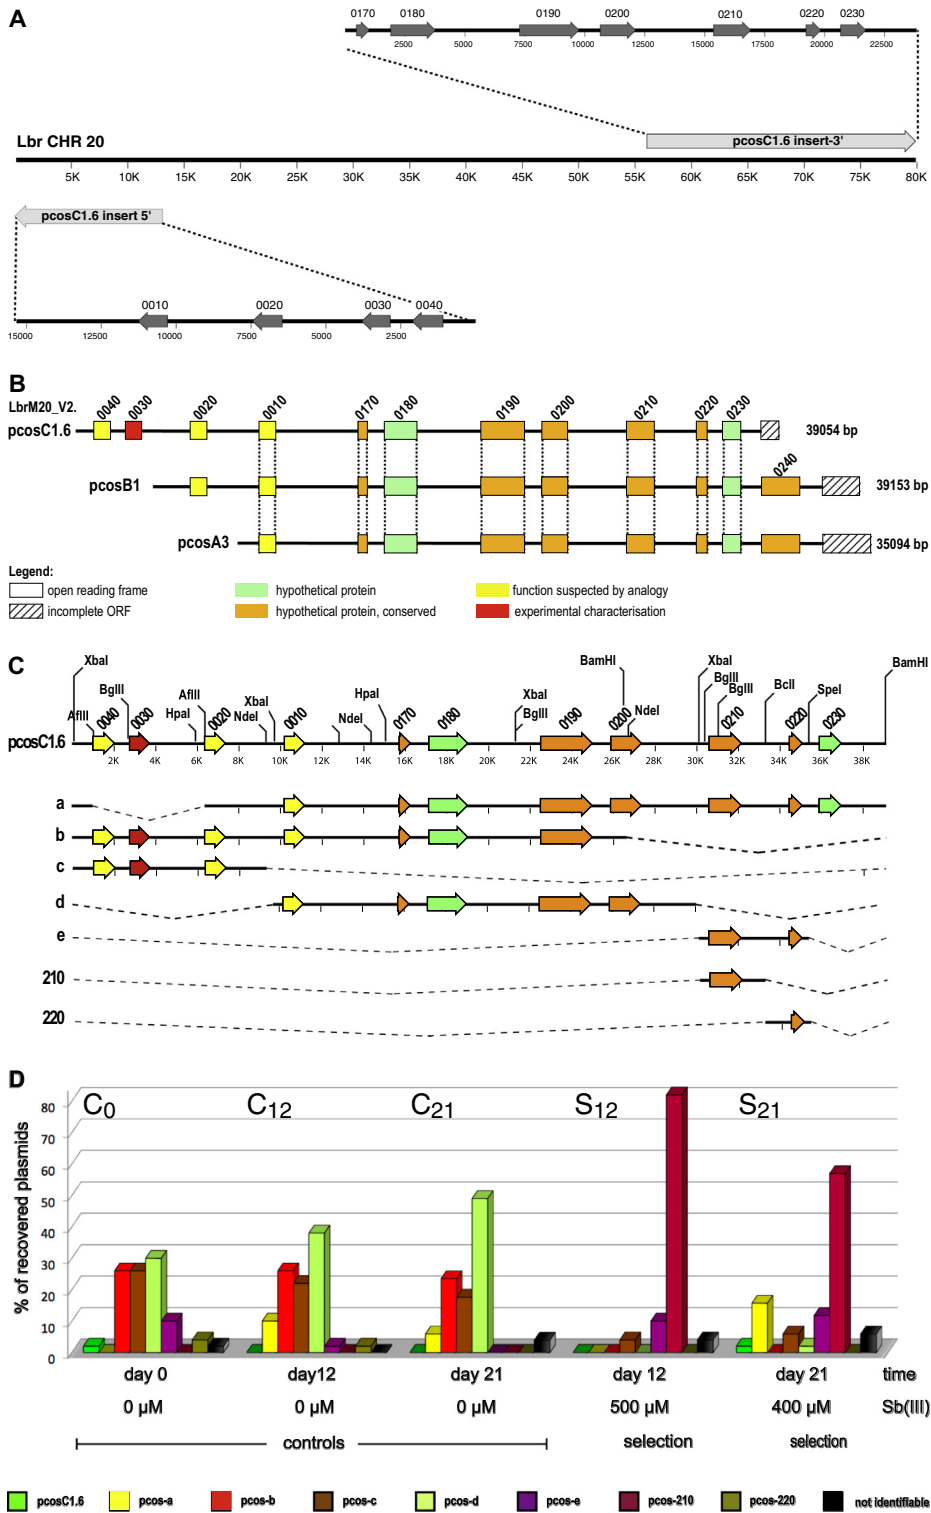 A
0170 0180 0190 0200 0210 0220 0230
2500 5000 7500 10000 12500 15000 17500 20000 22500
Lbr CHR 20
pcosC1.6 insert-3'
5K 10K 15K 20K 25K 30K 35K 40K 45K 50K 55K 60K 65K 70K 75K 80K
pcosC1.6 insert 5'
0010 0020 0030 0040
15000 12500 10000 7500 5000 2500
B
LbrM20_V2. 0040 0030 0020 0010 0170 0180 0190 0200 0210 0220 0230
pcosC1.6 39054 bp
0240
pcosB1 39153 bp
pcosA3 35094 bp
Legend:
open reading frame hypothetical protein function suspected by analogy
incomplete ORF hypothetical protein, conserved experimental characterisation
C
XbaI BamHI XbaI BamHI
BglII AflII XbaI HpaI XbaI BglII BglII BclI SpeI
AflII HpaI NdeI NdeI BglII NdeI
pcosC1.6 0040 0030 0020 0010 0170 0180 0190 0200 0210 0220 0230
2K 4K 6K 8K 10K 12K 14K 16K 18K 20K 22K 24K 26K 28K 30K 32K 34K 36K 38K
a
b
c
d
e
210
220
D
C0 C12 C21 S12 S21
% of recovered plasmids
80
70
60
50
40
30
20
10
0
day 0 day12 day 21 day 12 day 21 time
0 µM 0 µM 0 µM 500 µM 400 µM Sb(III)
controls selection selection
pcosC1.6 pcos-a pcos-b pcos-c pcos-d pcos-e pcos-210 pcos-220 not identifiable